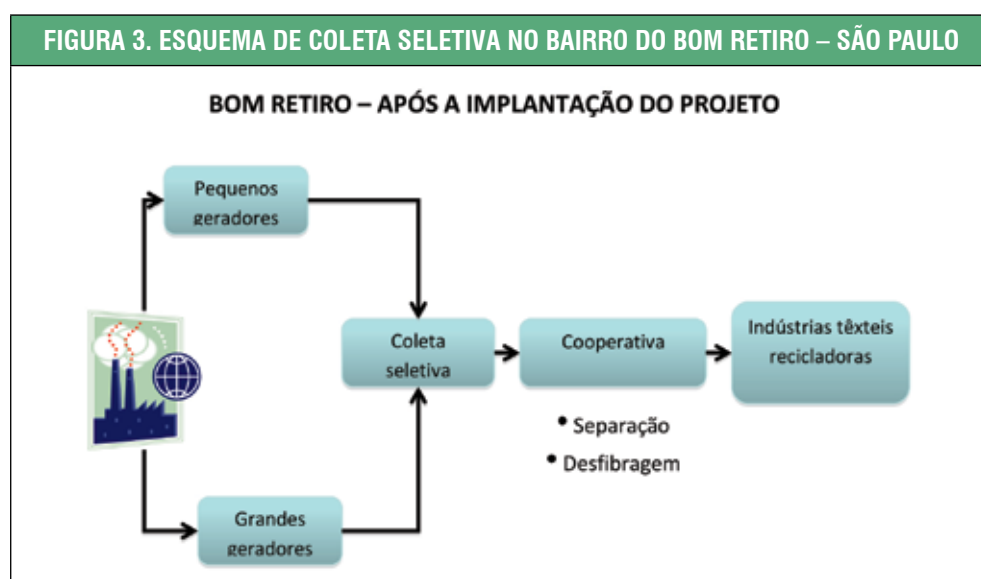 FIGURA 3. ESQUEMA DE COLETA SELETIVA NO BAIRRO DO BOM RETIRO – SÃO PAULO
BOM RETIRO – APÓS A IMPLANTAÇÃO DO PROJETO
Pequenos
geradores
Coleta
seletiva
Cooperativa
Indústrias têxteis
recicladoras
• Separação
• Desfibragem
Grandes
geradores